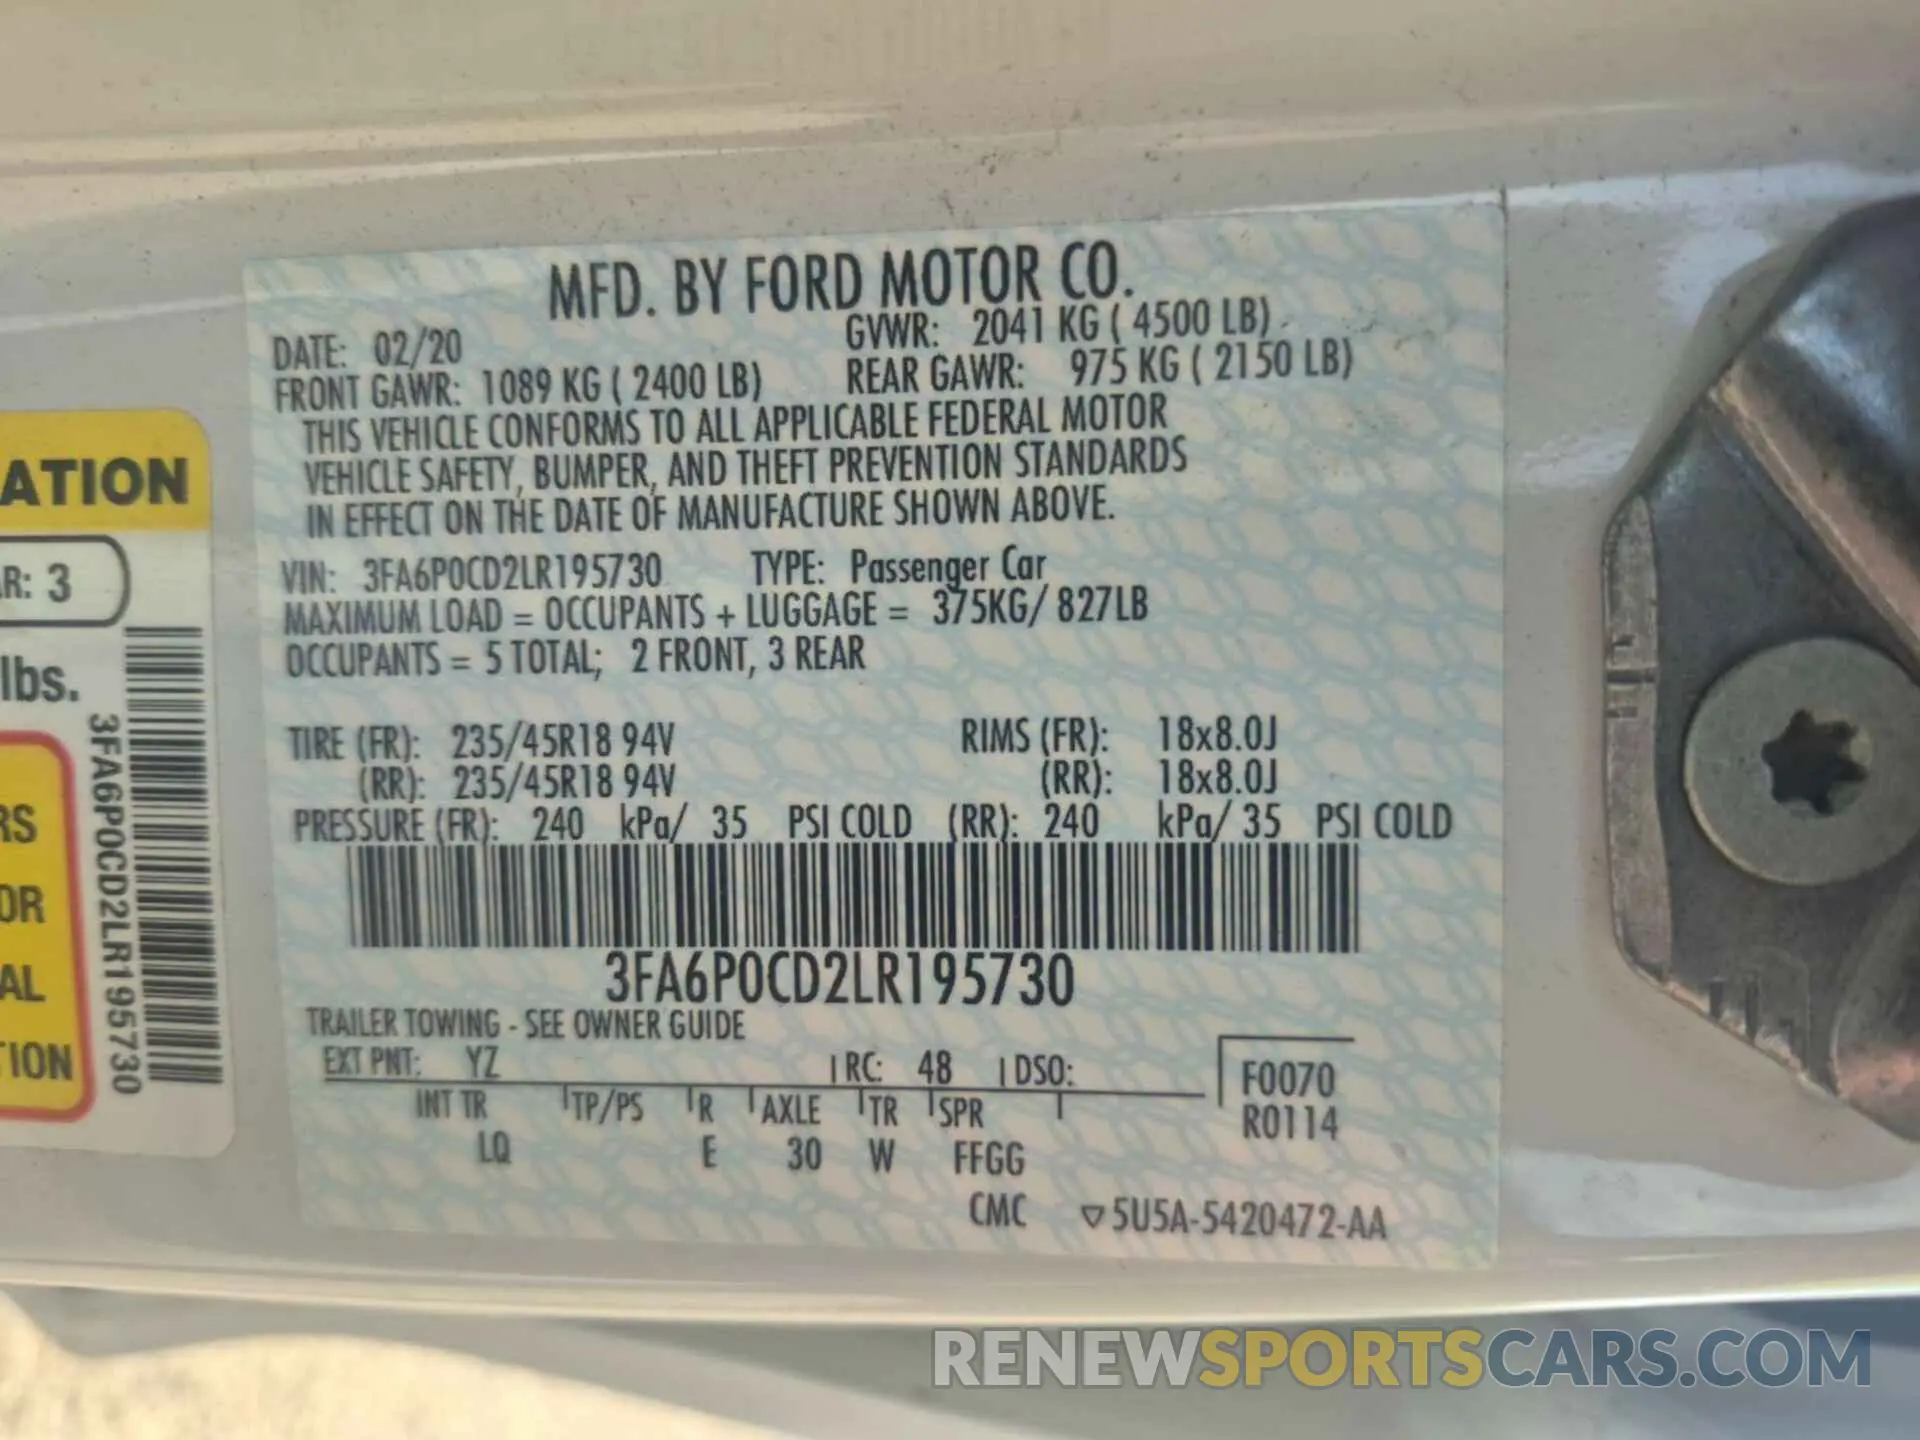 MFD. BY FORD MOTOR CO.
DATE: 02/20 GVWR: 2041 KG ( 4500 LB)
FRONT GAWR: 1089 KG ( 2400 LB) REAR GAWR: 975 KG ( 2150 LB)
THIS VEHICLE CONFORMS TO ALL APPLICABLE FEDERAL MOTOR
VEHICLE SAFETY, BUMPER, AND THEFT PREVENTION STANDARDS
IN EFFECT ON THE DATE OF MANUFACTURE SHOWN ABOVE.
VIN: 3FA6P0CD2LR195730 TYPE: Passenger Car
MAXIMUM LOAD = OCCUPANTS + LUGGAGE = 375KG/ 827LB
OCCUPANTS = 5 TOTAL; 2 FRONT, 3 REAR
TIRE (FR): 235/45R18 94V RIMS (FR): 18x8.0J
(RR): 235/45R18 94V (RR): 18x8.0J
PRESSURE (FR): 240 kPa/ 35 PSI COLD (RR): 240 kPa/ 35 PSI COLD
3FA6P0CD2LR195730
TRAILER TOWING - SEE OWNER GUIDE
EXT PNT: YZ RC: 48 DSO:
F0070
R0114
INT TR TP/PS R AXLE TR SPR
LQ E 30 W FFGG
CMC ▽5U5A-5420472-AA
ATION
R: 3
lbs.
3FA6P0CD2LR195730
RS
OR
AL
TION
RENEWSPORTSCARS.COM